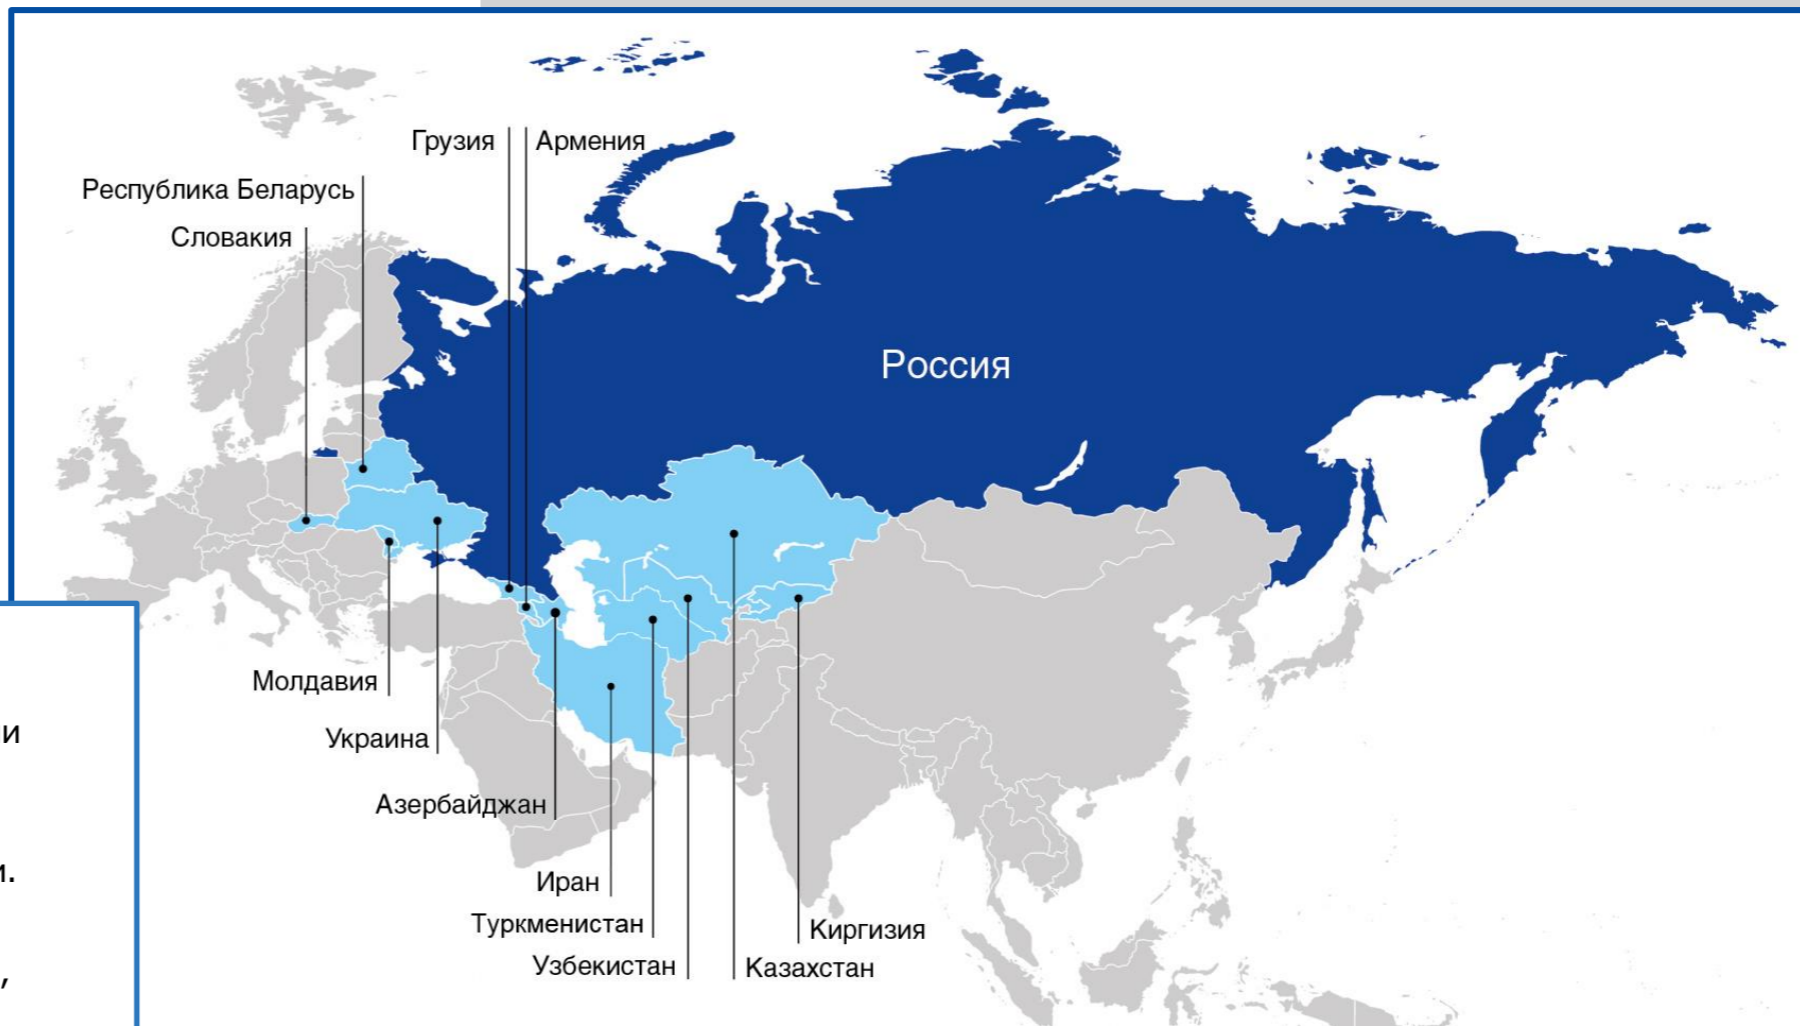 Грузия
Армения
Республика Беларусь
Словакия
Россия
Молдавия
и
Украина
Азербайджан
Иран
Туркменистан
Киргизия
Узбекистан
Казахстан